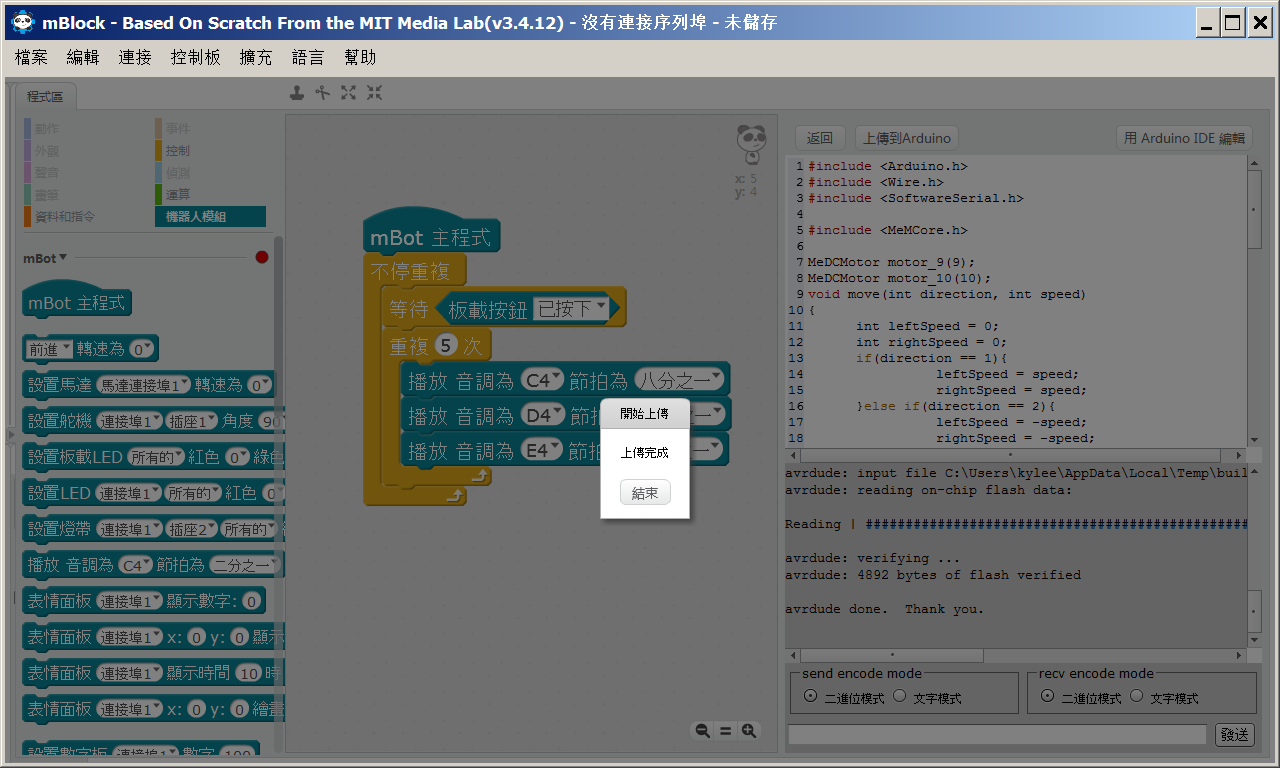 mBlock - Based On Scratch From the MIT Media Lab(v3.4.12) - 沒有連接序列埠 - 未儲存
檔案 編輯 連接 控制板 擴充 語言 幫助
程式區
動作 事件
外觀 控制
聲音 偵測
畫筆 運算
資料和指令 機器人模組
mBot
mBot 主程式
前進 轉速為 0
設置馬達 馬達連接埠1 轉速為 0
設置舵機 連接埠1 插座1 角度 90
設置板載LED 所有的 紅色 0 綠色
設置LED 連接埠1 所有的 紅色 0
設置燈帶 連接埠1 插座2 所有的
播放 音調為 C4 節拍為 二分之一
表情面板 連接埠1 顯示數字: 0
表情面板 連接埠1 x: 0 y: 0 顯示
表情面板 連接埠1 顯示時間 10 時
表情面板 連接埠1 x: 0 y: 0 繪畫
設置數字板 連接埠1 數字 100
x: 5
y: 4
mBot 主程式
不停重複
等待 板載按鈕 已按下
重複 5 次
播放 音調為 C4 節拍為 八分之一
播放 音調為 D4 節拍 之一
播放 音調為 E4 節拍 一
開始上傳
上傳完成
結束
返回 上傳到Arduino 用 Arduino IDE 編輯
1 #include <Arduino.h>
2 #include <Wire.h>
3 #include <SoftwareSerial.h>
4
5 #include <MeMCore.h>
6
7 MeDCMotor motor_9(9);
8 MeDCMotor motor_10(10);
9 void move(int direction, int speed)
10 {
11 int leftSpeed = 0;
12 int rightSpeed = 0;
13 if(direction == 1){
14 leftSpeed = speed;
15 rightSpeed = speed;
16 }else if(direction == 2){
17 leftSpeed = -speed;
18 rightSpeed = -speed;
avrdude: input file C:\Users\kylee\AppData\Local\Temp\buil
avrdude: reading on-chip flash data:
Reading | ################################################
avrdude: verifying ...
avrdude: 4892 bytes of flash verified
avrdude done.  Thank you.
send encode mode
二進位模式 文字模式
recv encode mode
二進位模式 文字模式
發送